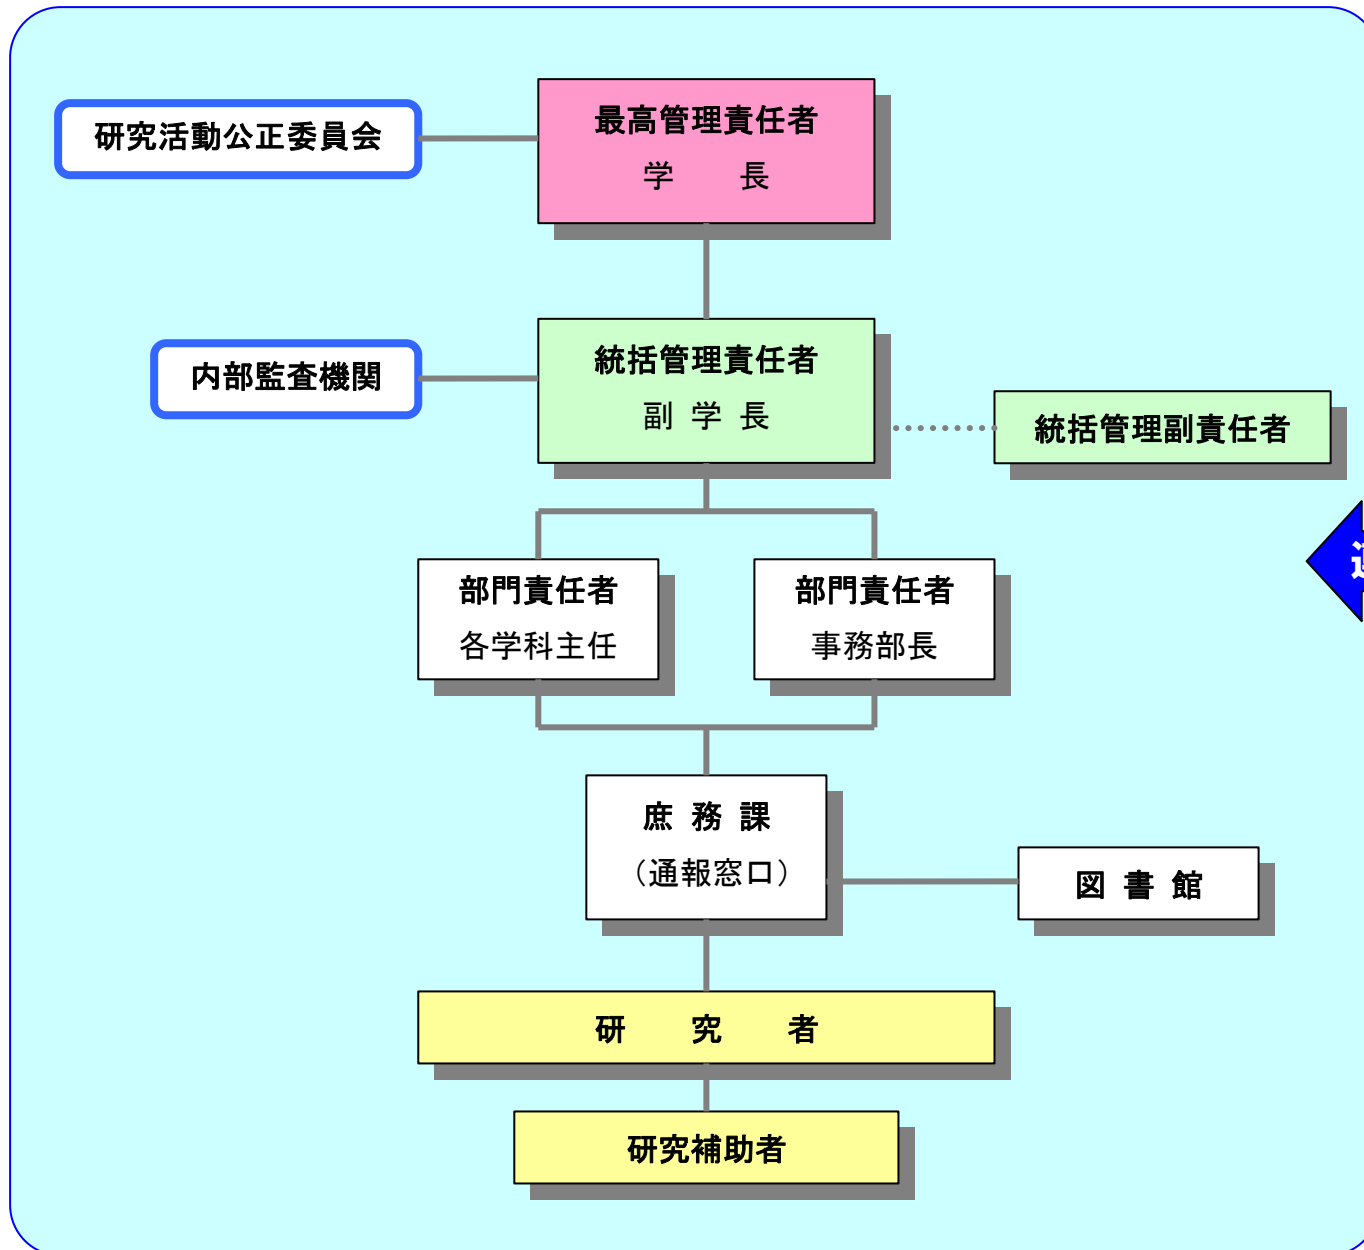 研究活動公正委員会
最高管理責任者
学　　長
内部監査機関
統括管理責任者
副 学 長
統括管理副責任者
部門責任者
各学科主任
部門責任者
事務部長
庶 務 課
（通報窓口）
図 書 館
研　　究　　者
研究補助者